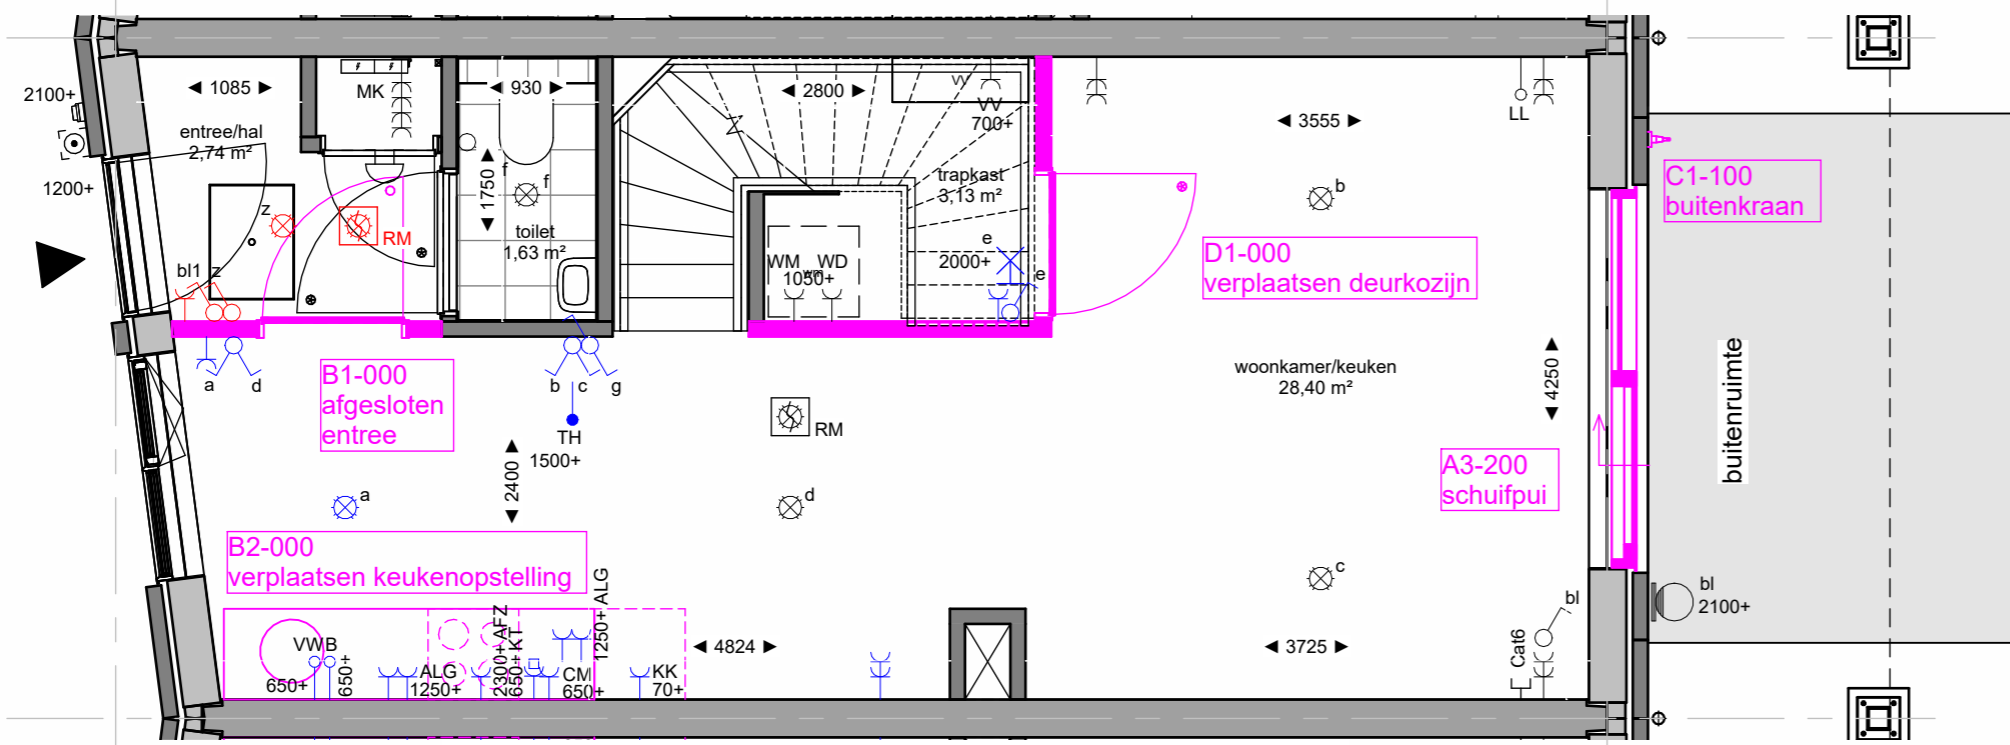 1085
2100+
MK
930
2800
VV
VV
700+
3555
LL
entree/hal
2,74 m²
1200+
1750
f
f
trapkast
3,13 m²
b
C1-100
buitenkraan
z
RM
toilet
1,63 m²
e
2000+
e
D1-000
verplaatsen deurkozijn
bl1
z
WM
WD
wm
1050+
a
d
B1-000
afgesloten
entree
b
c
g
woonkamer/keuken
28,40 m²
4250
buitenruimte
TH
1500+
RM
2400
A3-200
schuifpui
a
d
B2-000
verplaatsen keukenopstelling
c
bl
bl
2100+
VWB
650+
650+
ALG
1250+
2300+AFZ
650+KT
1250+ ALG
CM
650+
KK
70+
4824
3725
Cat6